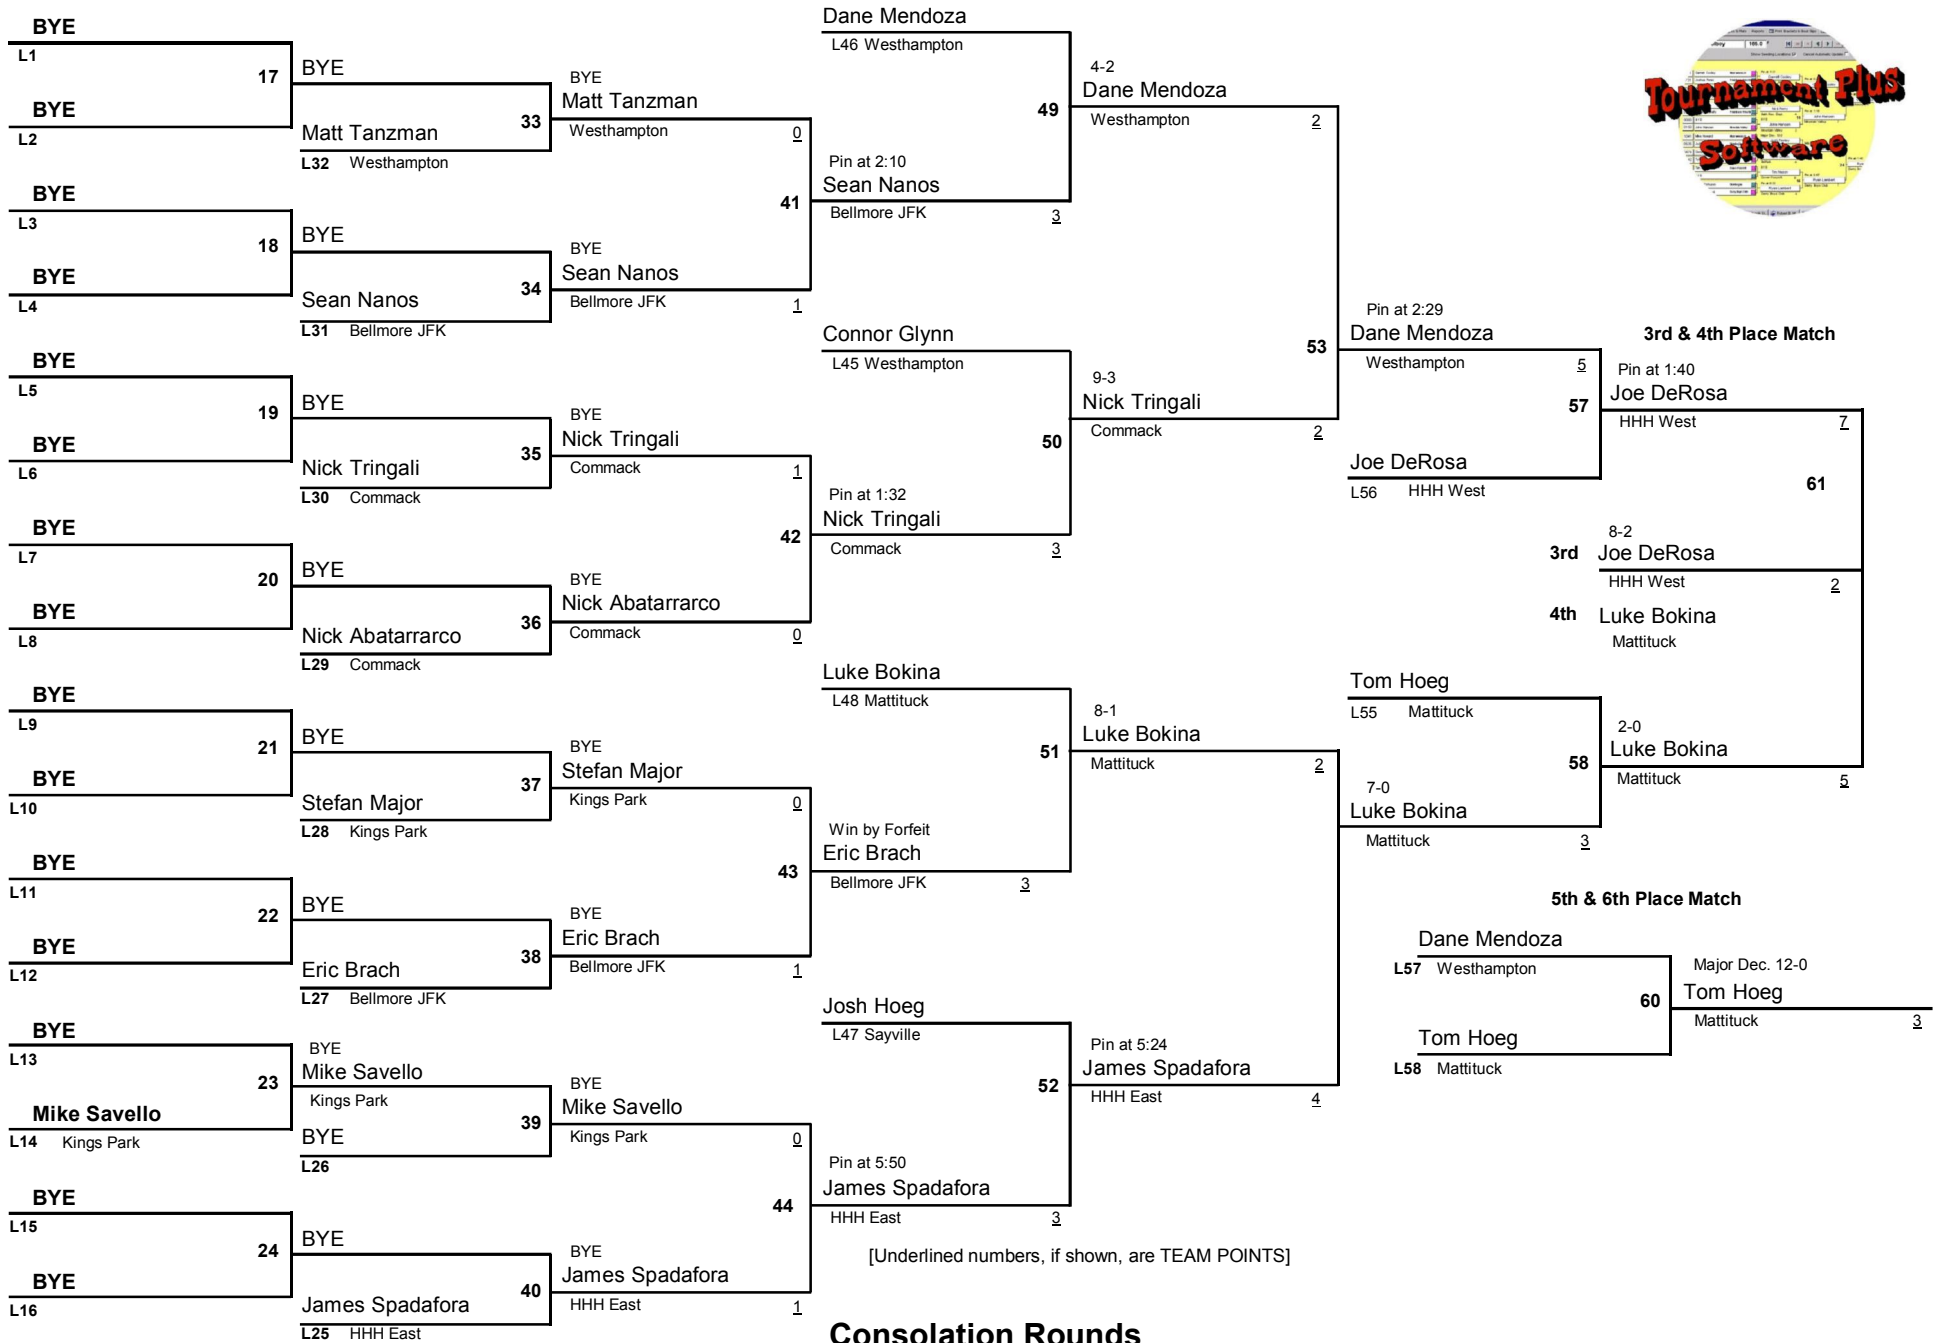 BYE
L1
17
BYE
L2
BYE
L3
18
BYE
L4
BYE
L5
19
BYE
L6
BYE
L7
20
BYE
L8
BYE
L9
21
BYE
L10
BYE
L11
22
BYE
L12
BYE
L13
23
Mike Savello
L14 Kings Park
BYE
L15
24
BYE
L16
BYE
33
Matt Tanzman
L32 Westhampton
BYE
34
Sean Nanos
L31 Bellmore JFK
BYE
35
Nick Tringali
L30 Commack
BYE
36
Nick Abatarrarco
L29 Commack
BYE
37
Stefan Major
L28 Kings Park
BYE
38
Eric Brach
L27 Bellmore JFK
BYE
Mike Savello
Kings Park
39
BYE
L26
BYE
40
James Spadafora
L25 HHH East
BYE
Matt Tanzman
Westhampton 0
41
BYE
Sean Nanos
Bellmore JFK 1
BYE
Nick Tringali
Commack 1
42
BYE
Nick Abatarrarco
Commack 0
BYE
Stefan Major
Kings Park 0
43
BYE
Eric Brach
Bellmore JFK 1
BYE
Mike Savello
Kings Park 0
44
BYE
James Spadafora
HHH East 1
Dane Mendoza
L46 Westhampton
49
Pin at 2:10
Sean Nanos
Bellmore JFK 3
Connor Glynn
L45 Westhampton
50
Pin at 1:32
Nick Tringali
Commack 3
Luke Bokina
L48 Mattituck
51
Win by Forfeit
Eric Brach
Bellmore JFK 3
Josh Hoeg
L47 Sayville
52
Pin at 5:50
James Spadafora
HHH East 3
4-2
Dane Mendoza
Westhampton 2
53
9-3
Nick Tringali
Commack 2
8-1
Luke Bokina
Mattituck 2
Pin at 5:24
James Spadafora
HHH East 4
Pin at 2:29
Dane Mendoza
Westhampton 5
57
Joe DeRosa
L56 HHH West
Tom Hoeg
L55 Mattituck
58
7-0
Luke Bokina
Mattituck 3
Tournament Plus
Software
3rd & 4th Place Match
Pin at 1:40
Joe DeRosa
HHH West 7
61
8-2
3rd Joe DeRosa
HHH West 2
4th Luke Bokina
Mattituck
2-0
Luke Bokina
Mattituck 5
5th & 6th Place Match
Dane Mendoza
L57 Westhampton
60
Tom Hoeg
L58 Mattituck
Major Dec. 12-0
Tom Hoeg
Mattituck 3
[Underlined numbers, if shown, are TEAM POINTS]
Consolation Rounds